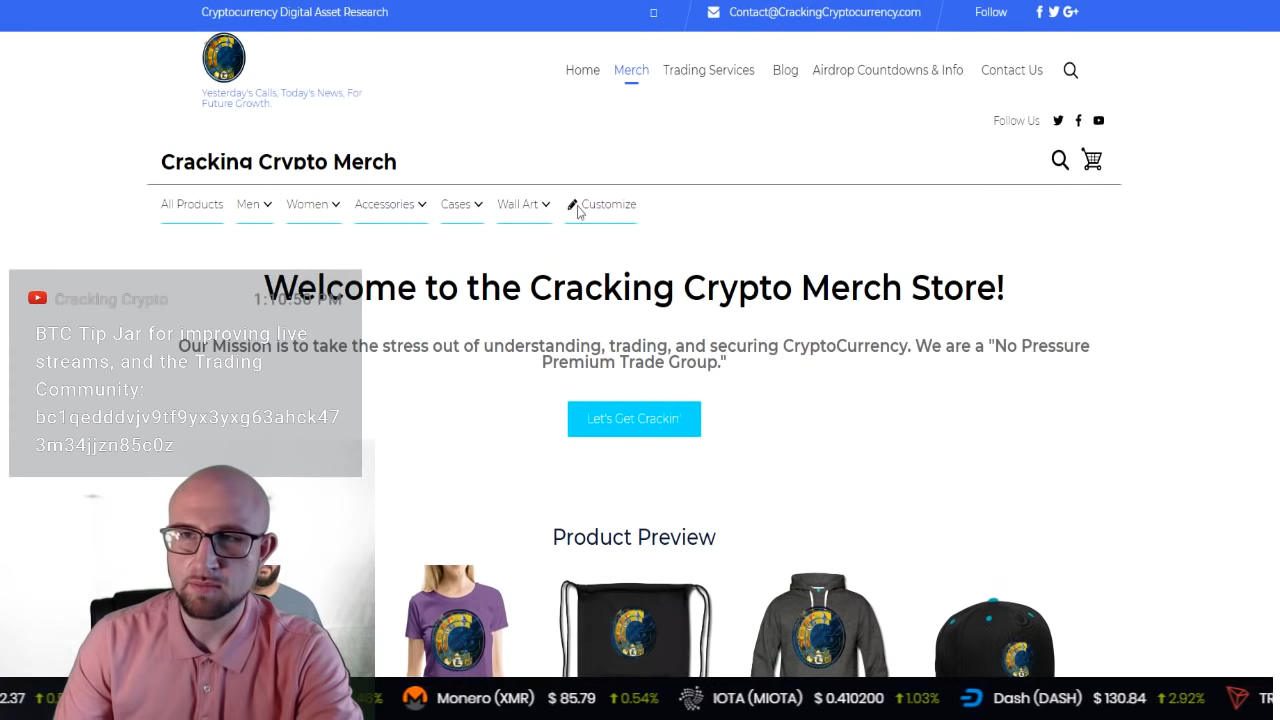 Cryptocurrency Digital Asset Research
Contact@CrackingCryptocurrency.com
Follow
Yesterday's Calls, Today's News, For
Future Growth.
Home
Merch
Trading Services
Blog
Airdrop Countdowns & Info
Contact Us
Follow Us
Cracking Crypto Merch
All Products
Men
Women
Accessories
Cases
Wall Art
Customize
Welcome to the Cracking Crypto Merch Store!
Our Mission is to take the stress out of understanding, trading, and securing CryptoCurrency. We are a "No Pressure
Premium Trade Group."
Let's Get Crackin'
Cracking Crypto
BTC Tip Jar for improving live
streams, and the Trading
Community:
bc1qedddvjv9tf9yx3yxg63ahck47
3m34jjzn85c0z
Product Preview
Monero (XMR) $ 85.79 0.54% IOTA (MIOTA) $ 0.410200 1.03% Dash (DASH) $ 130.84 2.92%